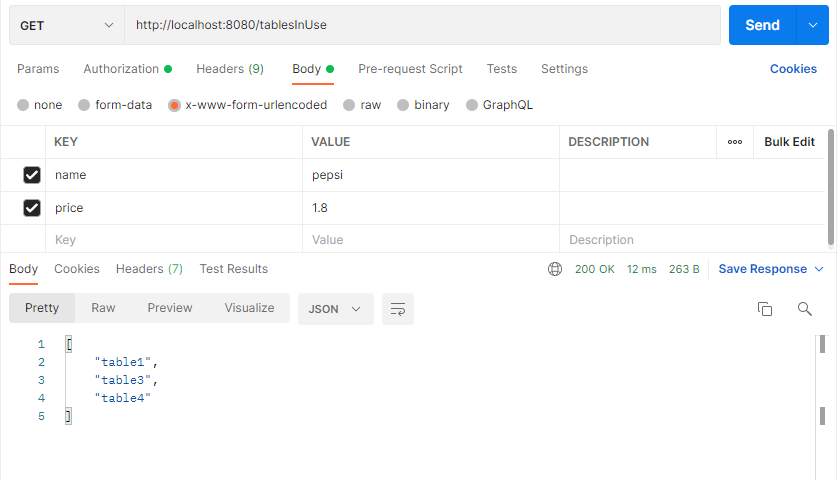 GET http://localhost:8080/tablesInUse Send
Params Authorization Headers (9) Body Pre-request Script Tests Settings Cookies
none form-data x-www-form-urlencoded raw binary GraphQL
KEY VALUE DESCRIPTION ooo Bulk Edit
name pepsi
price 1.8
Key Value Description
Body Cookies Headers (7) Test Results 200 OK 12 ms 263 B Save Response
Pretty Raw Preview Visualize JSON
1 [
2 "table1",
3 "table3",
4 "table4"
5 ]